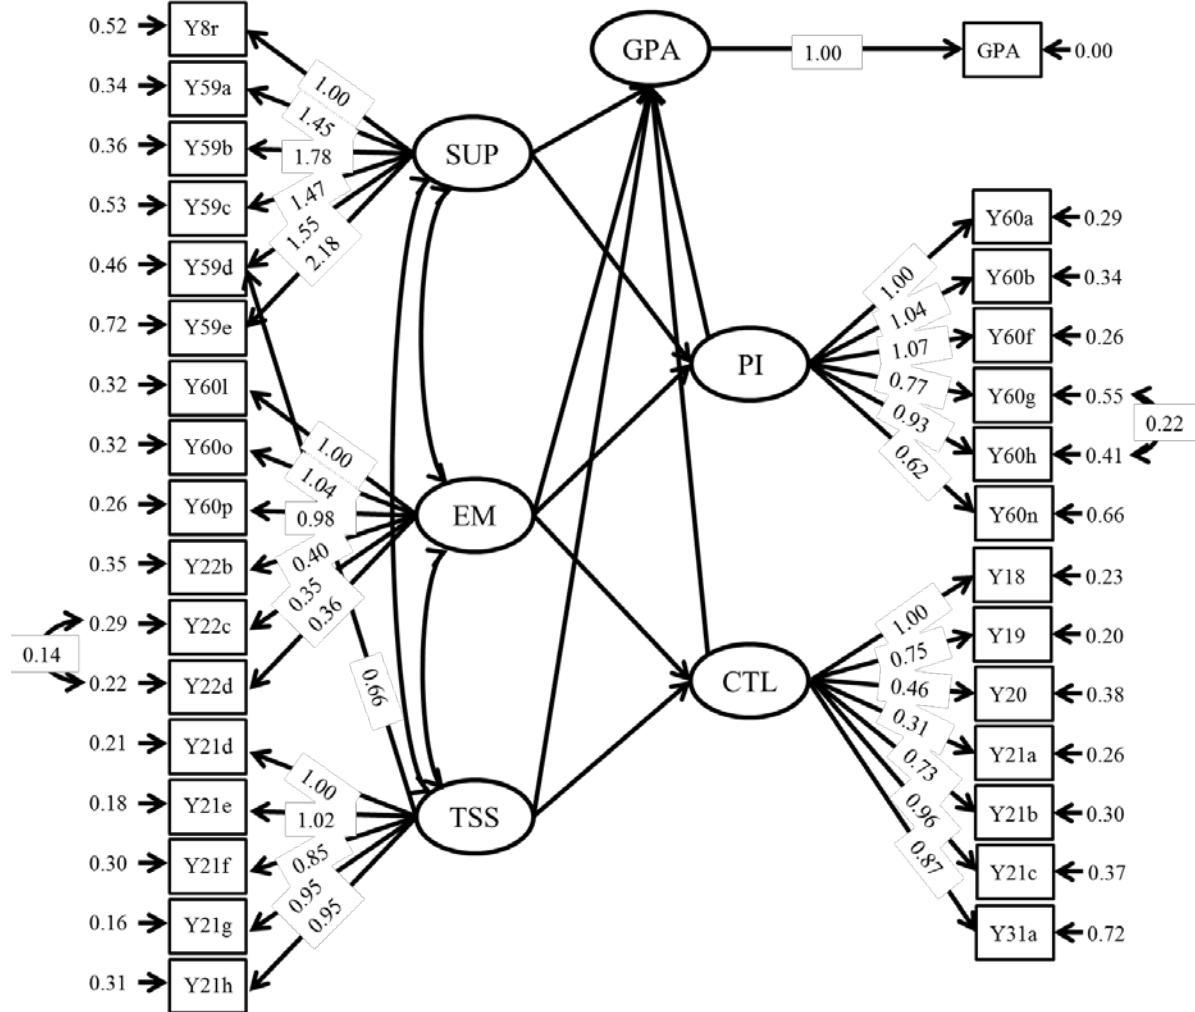 0.52 Y8r
0.34 Y59a
0.36 Y59b
0.53 Y59c
0.46 Y59d
0.72 Y59e
0.32 Y60l
0.32 Y60o
0.26 Y60p
0.35 Y22b
0.29 Y22c
0.14
0.22 Y22d
0.21 Y21d
0.18 Y21e
0.30 Y21f
0.16 Y21g
0.31 Y21h
1.00
1.45
1.78
1.47
1.55
2.18
1.00
1.04
0.98
0.40
0.35
0.36
0.66
1.00
1.02
0.85
0.95
0.95
SUP
EM
TSS
GPA
PI
CTL
1.00
GPA 0.00
1.00
1.04
1.07
0.77
0.93
0.62
Y60a 0.29
Y60b 0.34
Y60f 0.26
Y60g 0.55
0.22
Y60h 0.41
Y60n 0.66
1.00
0.75
0.46
0.31
0.73
0.96
0.87
Y18 0.23
Y19 0.20
Y20 0.38
Y21a 0.26
Y21b 0.30
Y21c 0.37
Y31a 0.72